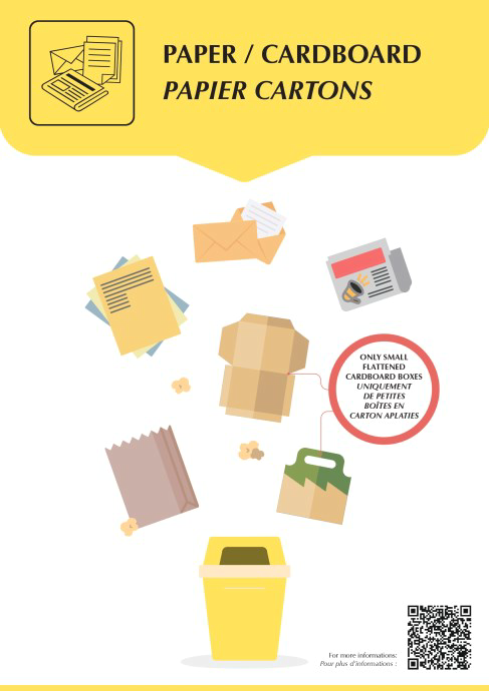 PAPER / CARDBOARD
PAPIER CARTONS
ONLY SMALL
FLATTENED
CARDBOARD BOXES
UNIQUEMENT
DE PETITES
BOÎTES EN
CARTON APLATIES
For more informations:
Pour plus d'informations :